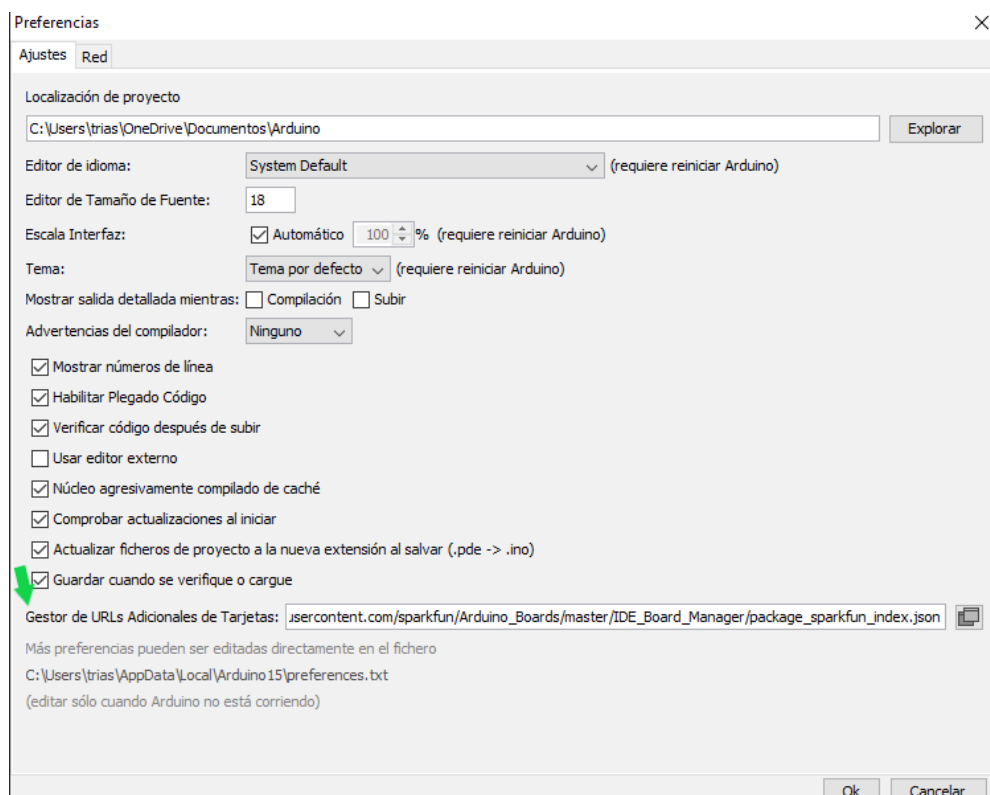 Preferencias
Ajustes Red
Localización de proyecto
C:\Users\trias\OneDrive\Documentos\Arduino Explorar
Editor de idioma: System Default (requiere reiniciar Arduino)
Editor de Tamaño de Fuente: 18
Escala Interfaz: Automático 100 % (requiere reiniciar Arduino)
Tema: Tema por defecto (requiere reiniciar Arduino)
Mostrar salida detallada mientras: Compilación Subir
Advertencias del compilador: Ninguno
Mostrar números de línea
Habilitar Plegado Código
Verificar código después de subir
Usar editor externo
Núcleo agresivamente compilado de caché
Comprobar actualizaciones al iniciar
Actualizar ficheros de proyecto a la nueva extensión al salvar (.pde -> .ino)
Guardar cuando se verifique o cargue
Gestor de URLs Adicionales de Tarjetas: usercontent.com/sparkfun/Arduino_Boards/master/IDE_Board_Manager/package_sparkfun_index.json
Más preferencias pueden ser editadas directamente en el fichero
C:\Users\trias\AppData\Local\Arduino15\preferences.txt
(editar sólo cuando Arduino no está corriendo)
Ok Cancelar